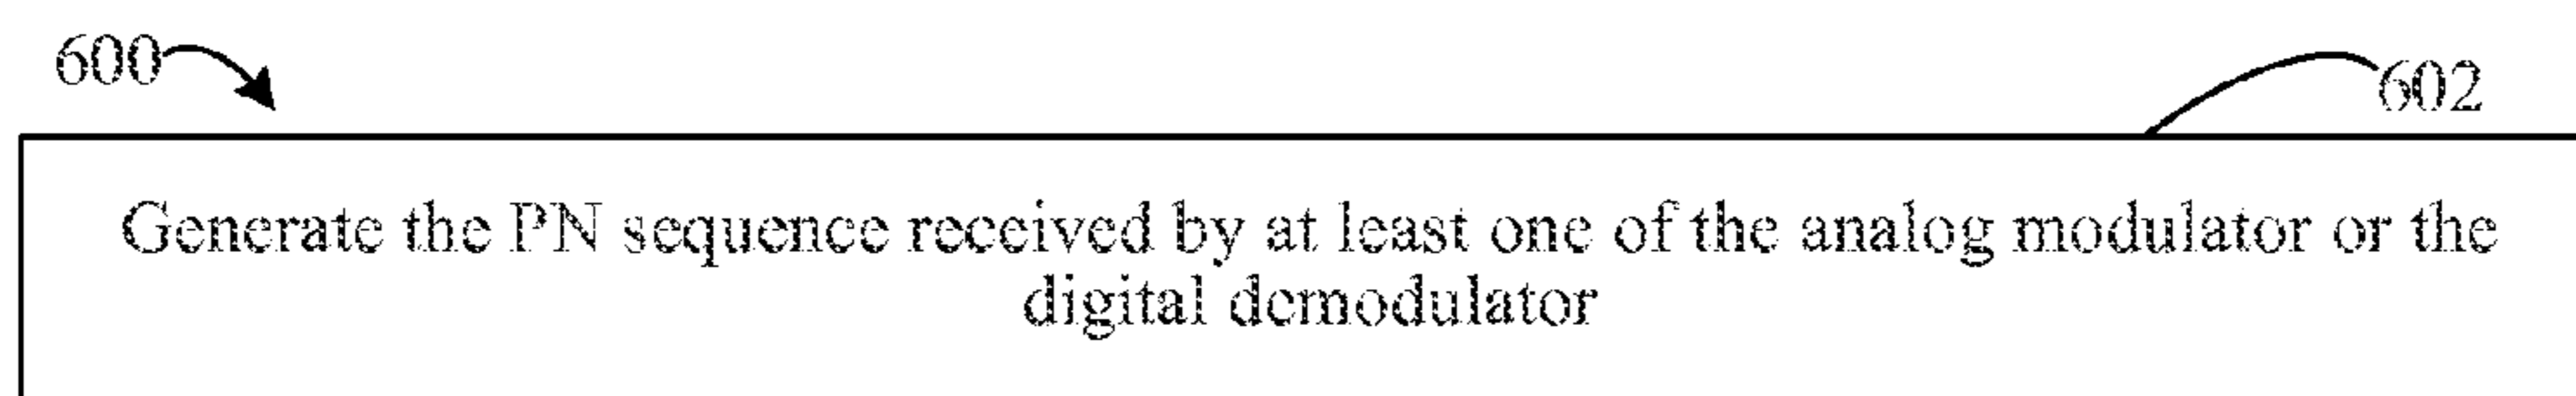 600
602
Generate the PN sequence received by at least one of the analog modulator or the
digital demodulator